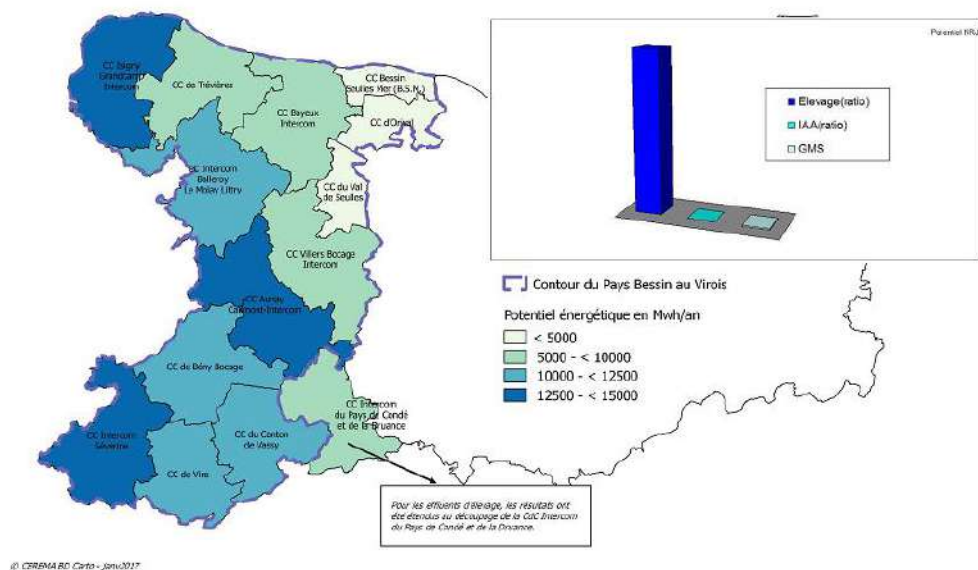 CC Isigny
Grandcamp
Intercom
CC de Trévières
CC Bayeux
Intercom
CC Bessin
Seulles Mer (B.S.M.)
CC d'Orival
CC Intercom
Balleroy
Le Molay Littry
CC du Val
de Seulles
CC Villers Bocage
Intercom
CC Aunay
Caumont-Intercom
CC de Bény Bocage
CC Intercom
du Pays de Condé
et de la Druance
CC Intercom
Séverine
CC de Vire
CC du Canton
de Vassy
Potentiel
Elevage(ratio)
IAA(ratio)
GMS
Contour du Pays Bessin au Virois
Potentiel énergétique en Mwh/an
< 5000
5000 - < 10000
10000 - < 12500
12500 - < 15000
Pour les effluents d'élevage, les résultats ont
été étendus au découpage de la CdC Intercom
du Pays de Condé et de la Druance.
© CEREMA BD Carto - Janv2017